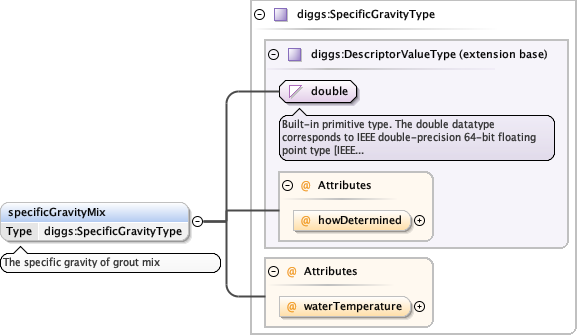 diggs:SpecificGravityType
diggs:DescriptorValueType (extension base)
double
Built-in primitive type. The double datatype
corresponds to IEEE double-precision 64-bit floating
point type [IEEE...
@ Attributes
@ howDetermined
specificGravityMix
Type diggs:SpecificGravityType
The specific gravity of grout mix
@ Attributes
@ waterTemperature